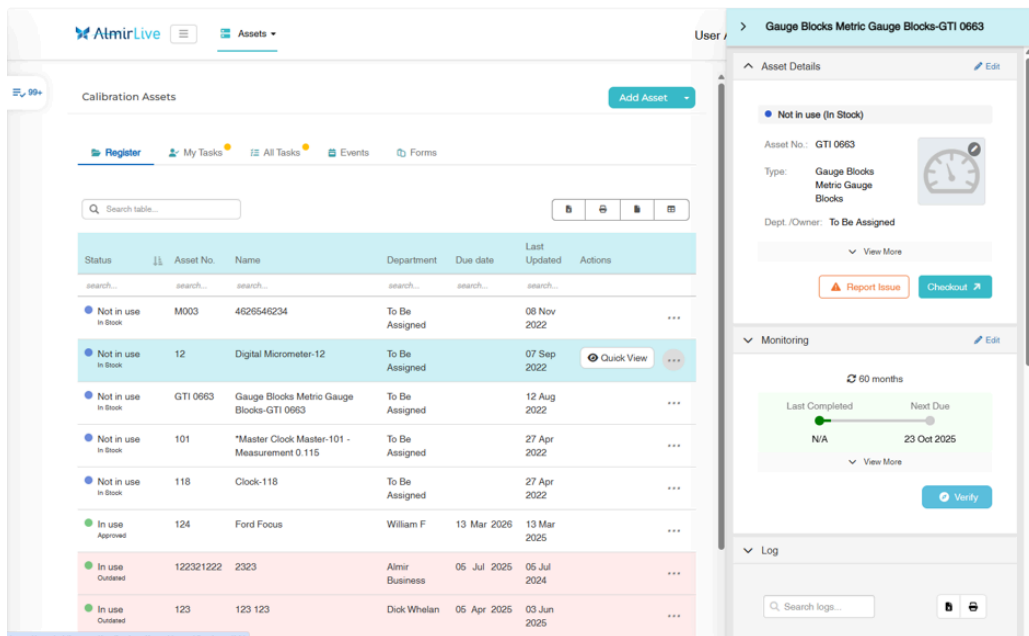 AlmirLive
Assets
User A
99+
Calibration Assets
Add Asset
Register
My Tasks
All Tasks
Events
Forms
Search table...
Status Asset No. Name Department Due date Last Updated Actions
search... search... search... search... search... search...
Not in use M003 4626546234 To Be 08 Nov
In Stock Assigned 2022
Not in use 12 Digital Micrometer-12 To Be 07 Sep Quick View
In Stock Assigned 2022
Not in use GTI 0663 Gauge Blocks Metric Gauge To Be 12 Aug
In Stock Blocks-GTI 0663 Assigned 2022
Not in use 101 *Master Clock Master-101 - To Be 27 Apr
In Stock Measurement 0.115 Assigned 2022
Not in use 118 Clock-118 To Be 27 Apr
In Stock Assigned 2022
In use 124 Ford Focus William F 13 Mar 2026 13 Mar
Approved 2025
In use 122321222 2323 Almir 05 Jul 2025 05 Jul
Outdated Business 2024
In use 123 123 123 Dick Whelan 05 Apr 2025 03 Jun
Outdated 2025
Gauge Blocks Metric Gauge Blocks-GTI 0663
Asset Details Edit
Not in use (In Stock)
Asset No.: GTI 0663
Type: Gauge Blocks
Metric Gauge
Blocks
Dept. /Owner: To Be Assigned
View More
Report Issue Checkout
Monitoring Edit
60 months
Last Completed Next Due
N/A 23 Oct 2025
View More
Verify
Log
Search logs...